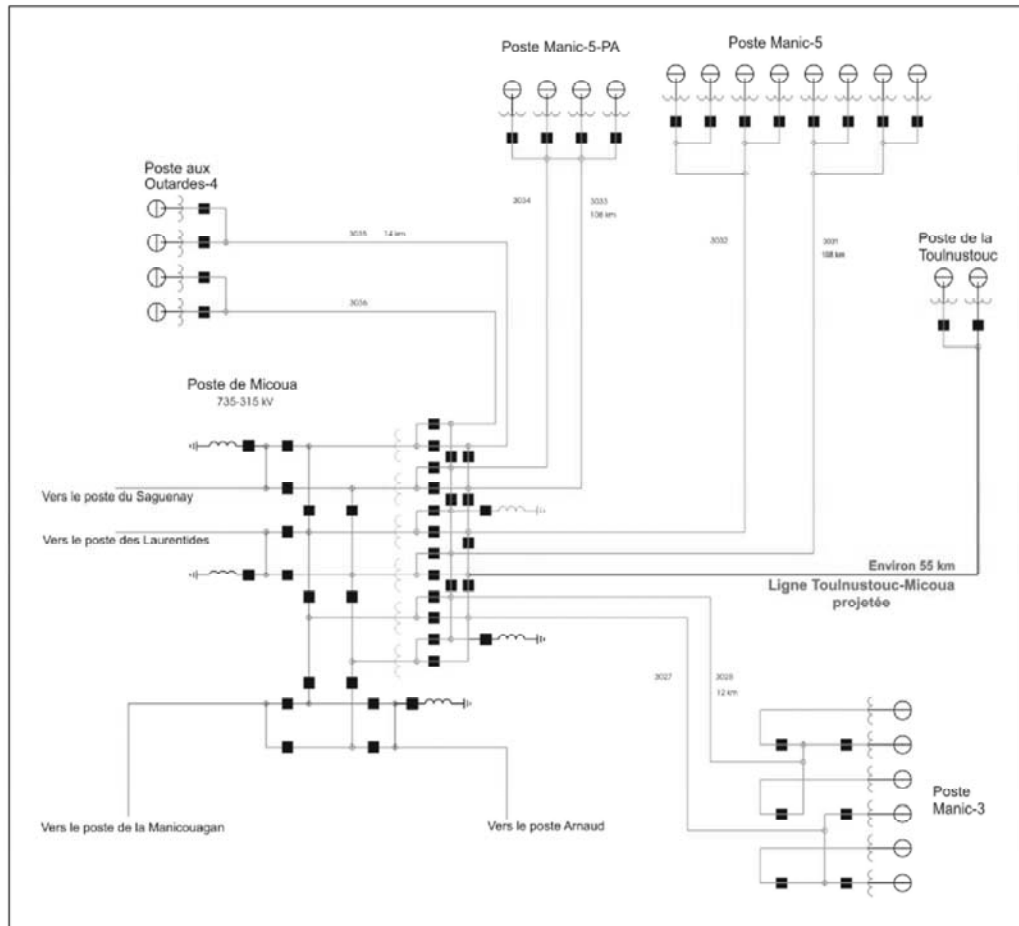 Poste Manic-5-PA
Poste Manic-5
Poste aux
Outardes-4
3034
3033
108 km
3035 14 km
3032
3031
108 km
Poste de la
Toulnustouc
3036
Poste de Micoua
735-315 kV
Vers le poste du Saguenay
Vers le poste des Laurentides
Environ 55 km
Ligne Toulnustouc-Micoua
projetée
3027
3028
12 km
Poste
Manic-3
Vers le poste de la Manicouagan
Vers le poste Arnaud